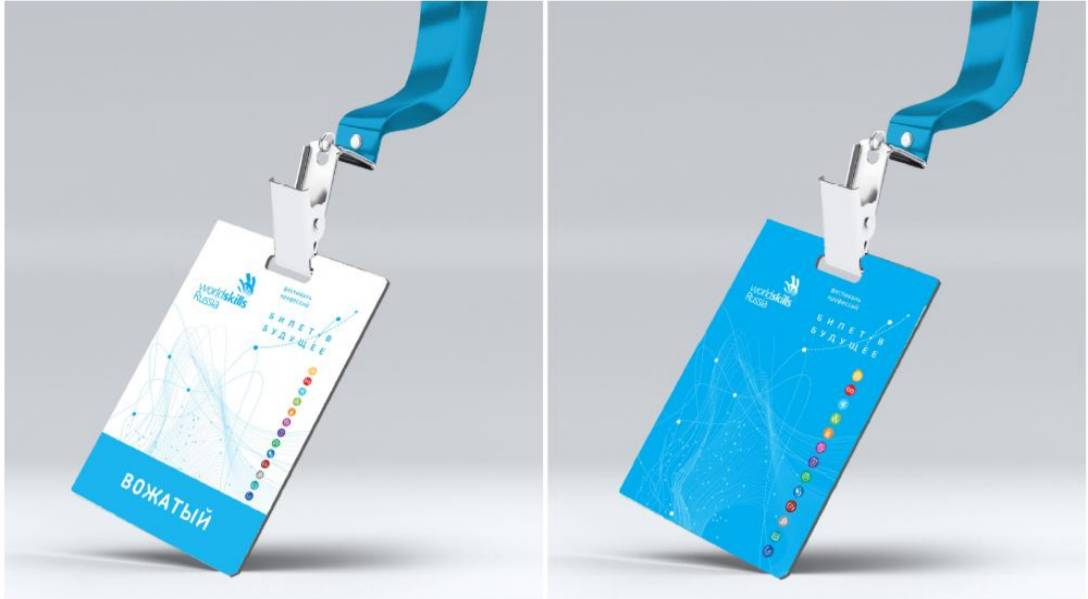 worldskills
Russia
фестиваль
профессий
БИЛЕТ В
БУДУЩЕЕ
ВОЖАТЫЙ
worldskills
Russia
фестиваль
профессий
БИЛЕТ В
БУДУЩЕЕ